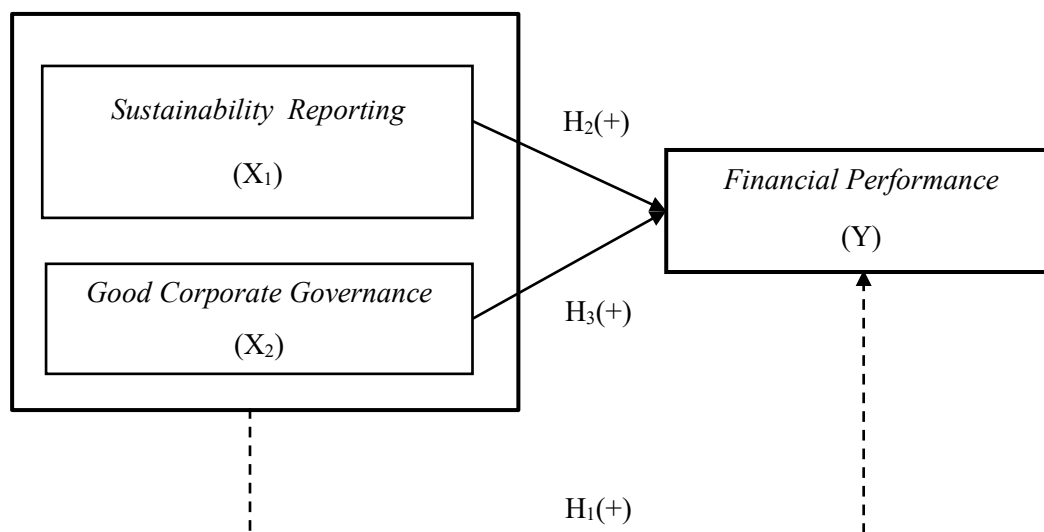 Sustainability Reporting
(X₁)
H₂(+)
Financial Performance
(Y)
Good Corporate Governance
(X₂)
H₃(+)
H₁(+)